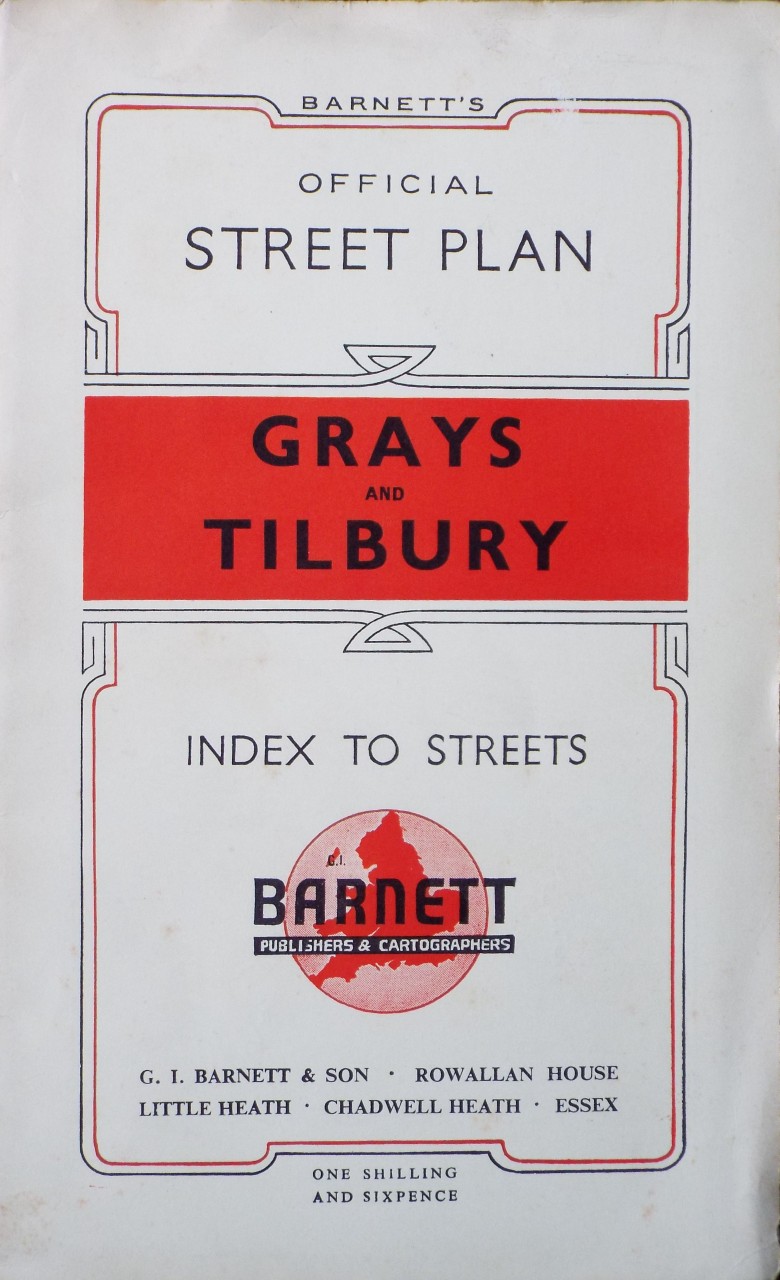 BARNETT'S
OFFICIAL
STREET PLAN
GRAYS
AND
TILBURY
INDEX TO STREETS
G.I.
BARNETT
PUBLISHERS & CARTOGRAPHERS
G. I. BARNETT & SON · ROWALLAN HOUSE
LITTLE HEATH · CHADWELL HEATH · ESSEX
ONE SHILLING
AND SIXPENCE